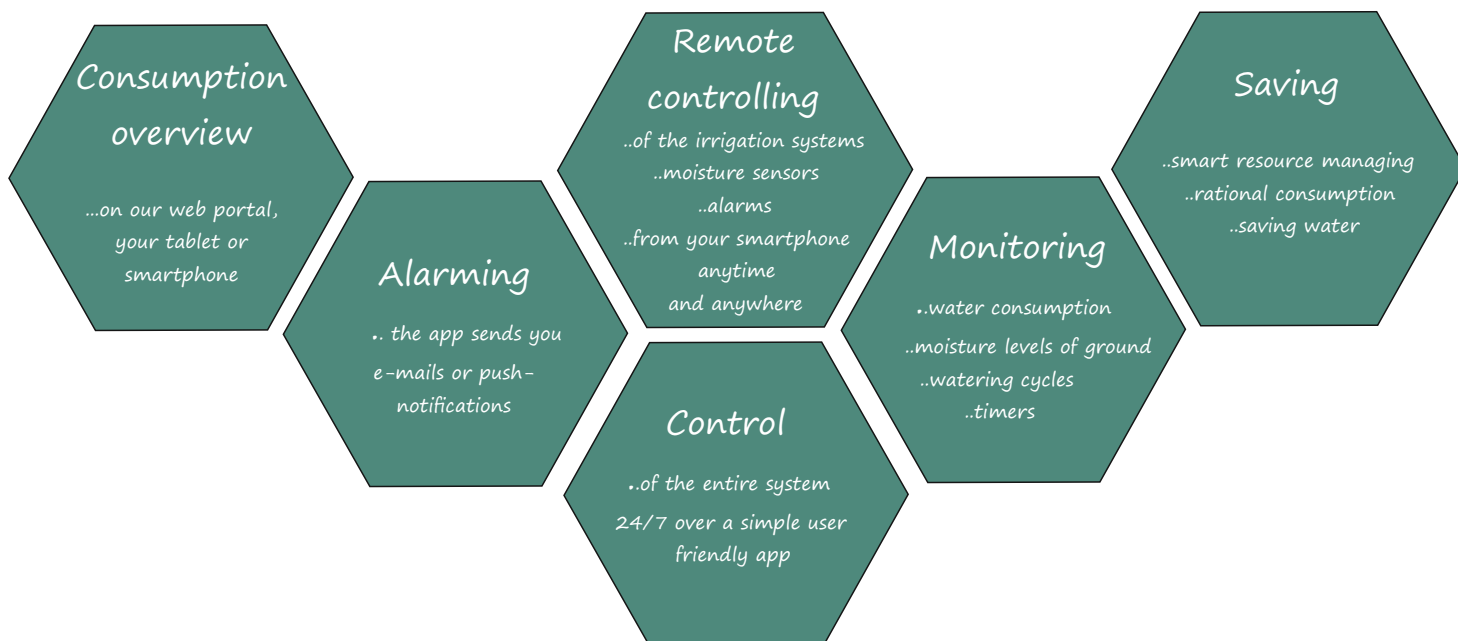 Consumption
overview
...on our web portal,
your tablet or
smartphone
Alarming
.. the app sends you
e-mails or push-
notifications
Remote
controlling
..of the irrigation systems
..moisture sensors
..alarms
..from your smartphone
anytime
and anywhere
Control
..of the entire system
24/7 over a simple user
friendly app
Monitoring
..water consumption
..moisture levels of ground
..watering cycles
..timers
Saving
..smart resource managing
..rational consumption
..saving water